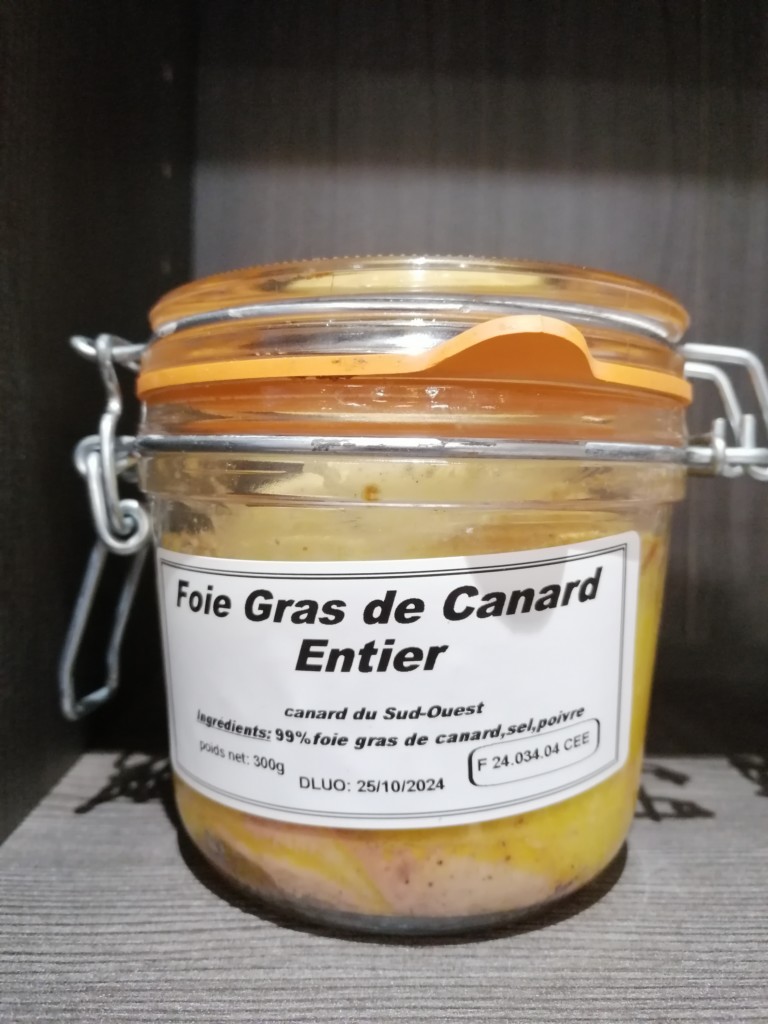 Foie Gras de Canard
Entier
canard du Sud-Ouest
Ingrédients: 99% foie gras de canard,sel,poivre
poids net: 300g
DLUO: 25/10/2024
F 24.034.04 CEE